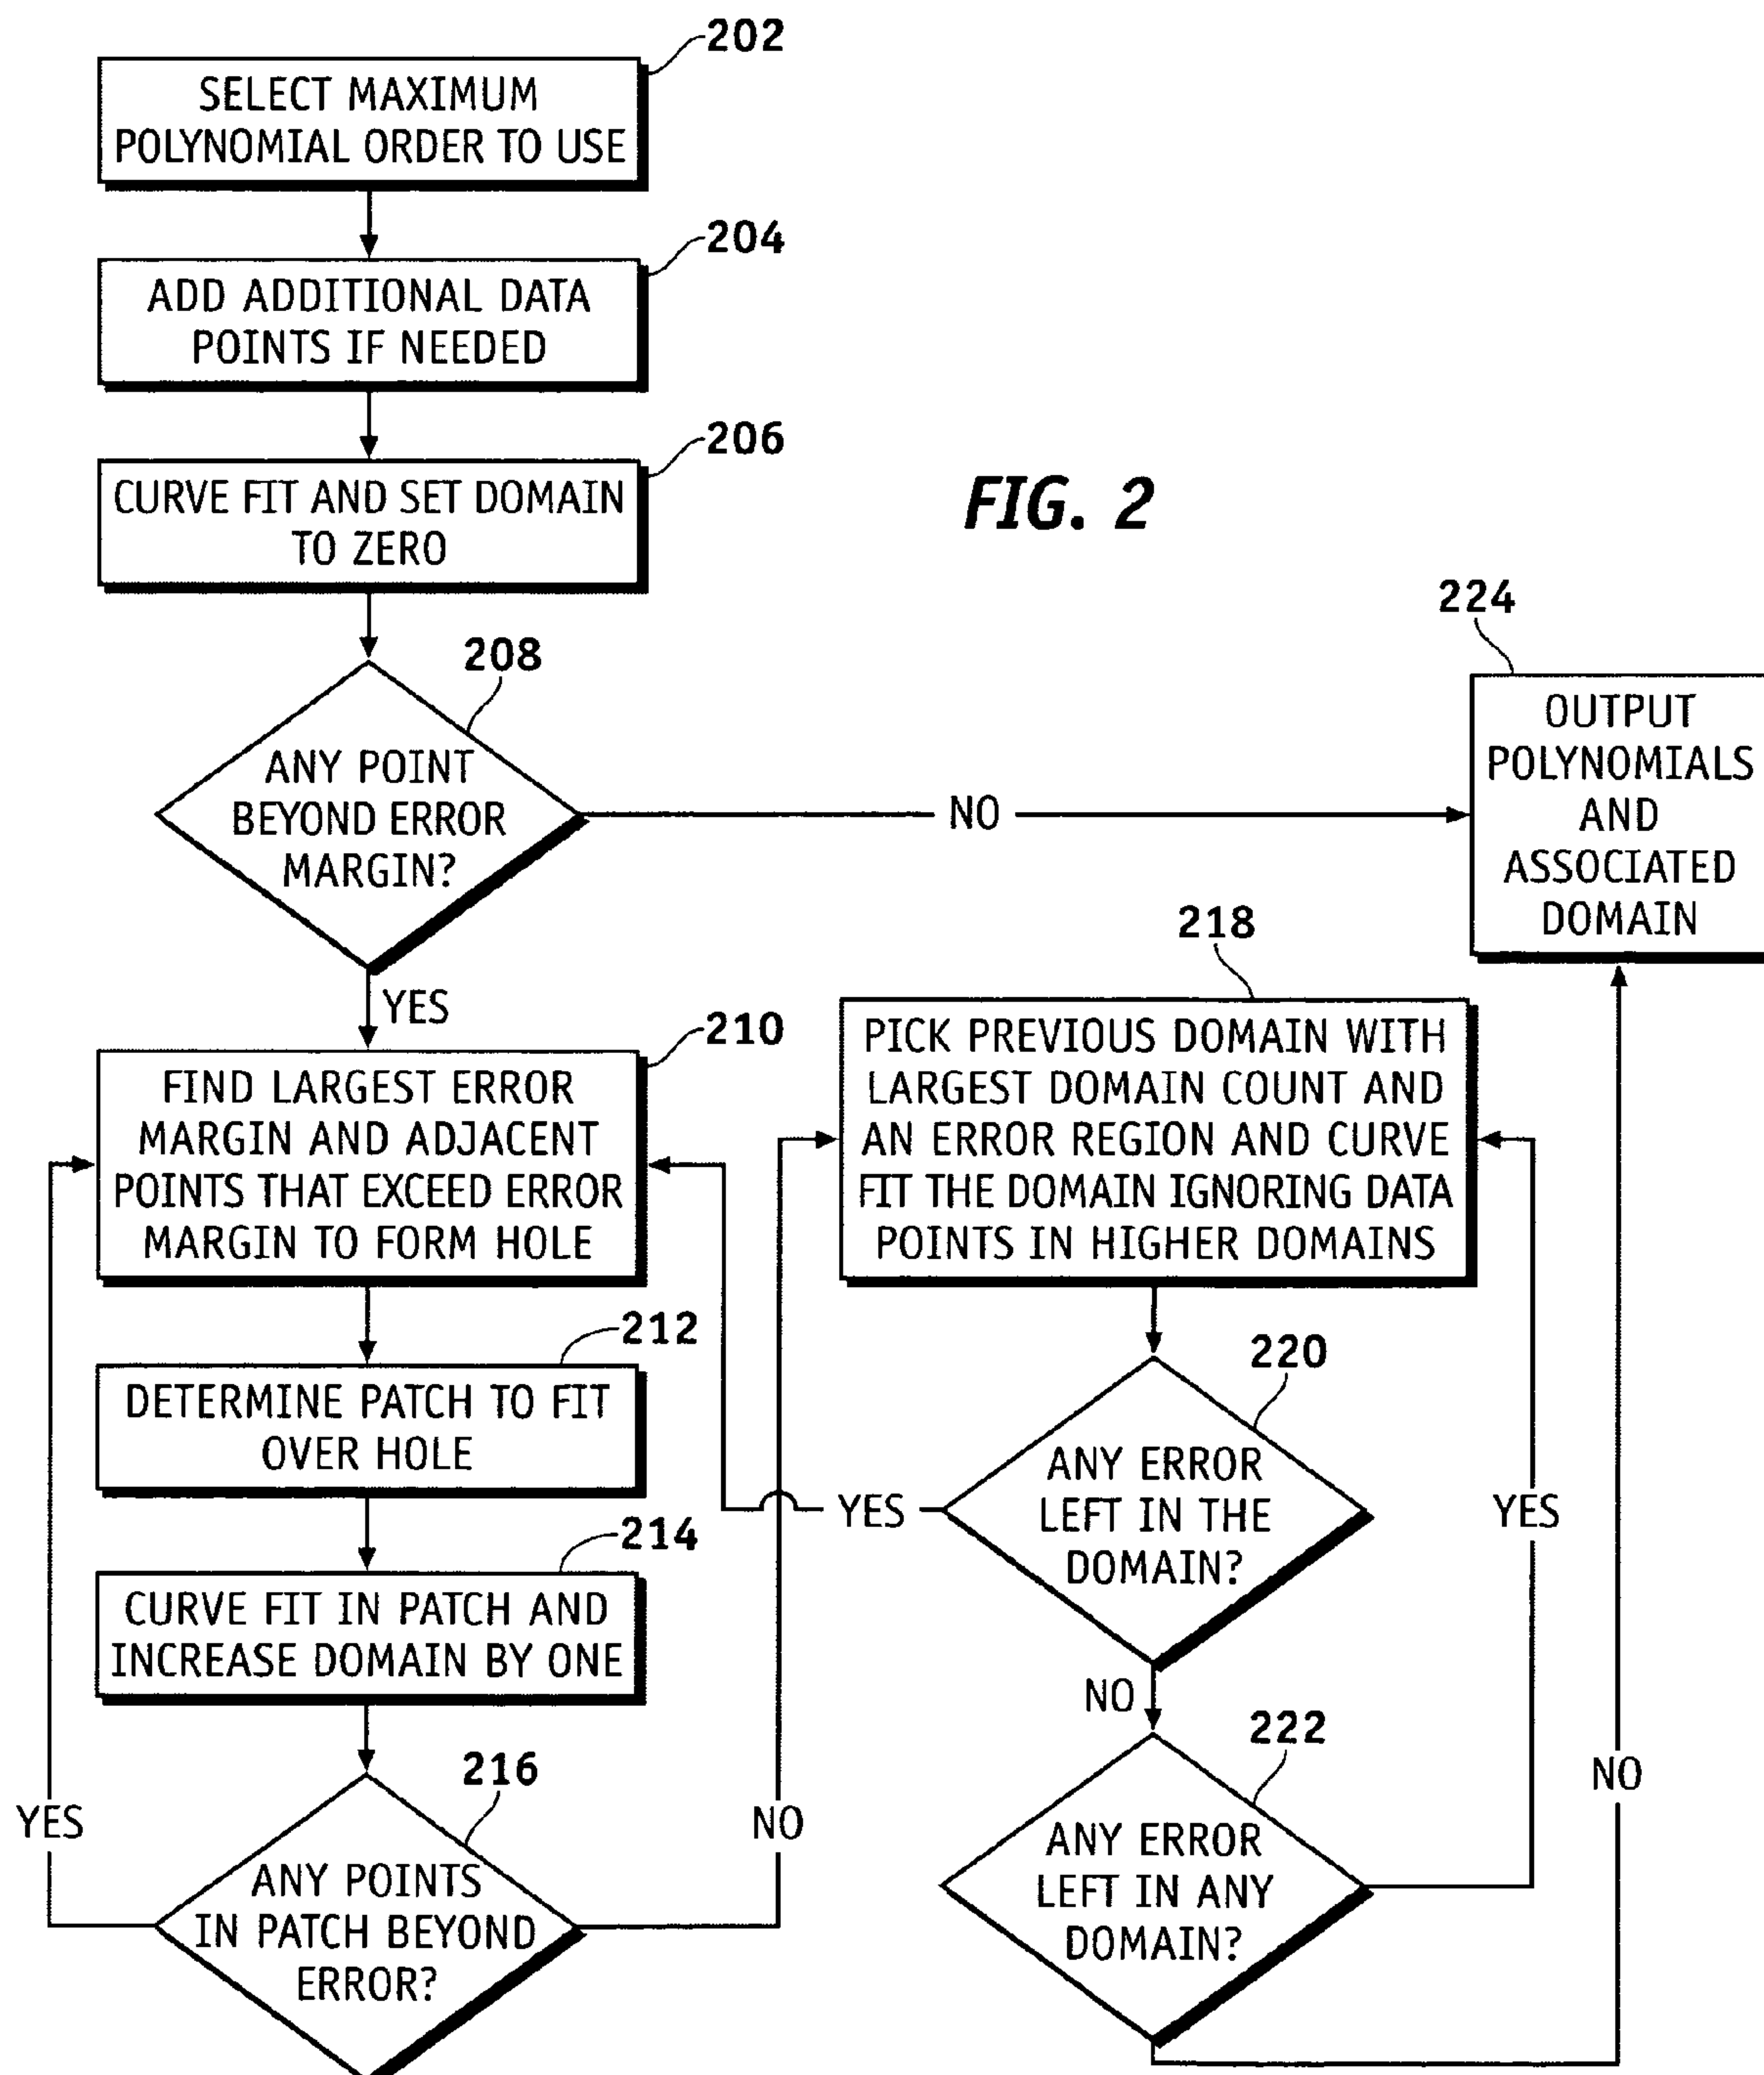 202
SELECT MAXIMUM
POLYNOMIAL ORDER TO USE
204
ADD ADDITIONAL DATA
POINTS IF NEEDED
206
CURVE FIT AND SET DOMAIN
TO ZERO
FIG. 2
208
ANY POINT
BEYOND ERROR
MARGIN?
NO
YES
224
OUTPUT
POLYNOMIALS
AND
ASSOCIATED
DOMAIN
210
FIND LARGEST ERROR
MARGIN AND ADJACENT
POINTS THAT EXCEED ERROR
MARGIN TO FORM HOLE
212
DETERMINE PATCH TO FIT
OVER HOLE
214
CURVE FIT IN PATCH AND
INCREASE DOMAIN BY ONE
216
ANY POINTS
IN PATCH BEYOND
ERROR?
YES
NO
218
PICK PREVIOUS DOMAIN WITH
LARGEST DOMAIN COUNT AND
AN ERROR REGION AND CURVE
FIT THE DOMAIN IGNORING DATA
POINTS IN HIGHER DOMAINS
220
ANY ERROR
LEFT IN THE
DOMAIN?
YES
NO
222
ANY ERROR
LEFT IN ANY
DOMAIN?
YES
NO